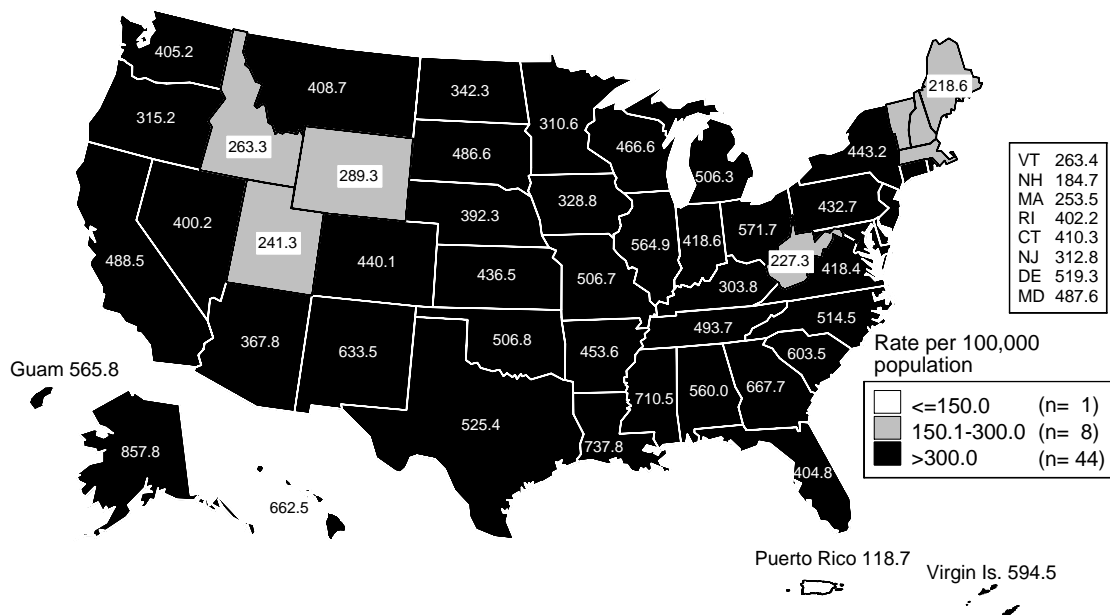 405.2
408.7
342.3
218.6
315.2
310.6
466.6
263.3
486.6
443.2
289.3
506.3
VT 263.4
NH 184.7
MA 253.5
RI 402.2
CT 410.3
NJ 312.8
DE 519.3
MD 487.6
328.8
392.3
432.7
400.2
571.7
241.3
564.9
418.6
488.5
440.1
227.3
418.4
436.5
506.7
303.8
514.5
493.7
367.8
633.5
506.8
453.6
603.5
Rate per 100,000
population
Guam 565.8
710.5
560.0
667.7
<=150.0 (n= 1)
150.1-300.0 (n= 8)
>300.0 (n= 44)
525.4
737.8
857.8
404.8
662.5
Puerto Rico 118.7
Virgin Is. 594.5